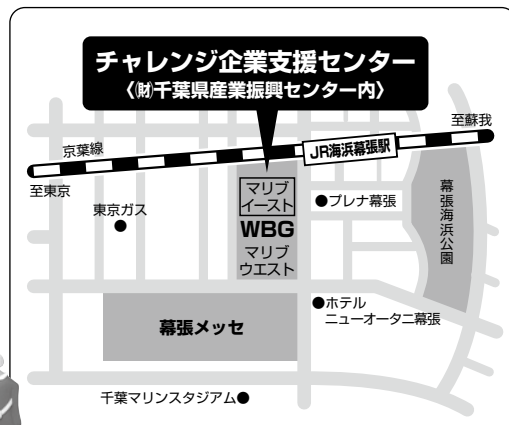 チャレンジ企業支援センター
〈㈶千葉県産業振興センター内〉
至蘇我
京葉線
JR海浜幕張駅
至東京
東京ガス
マリブ
イースト
WBG
マリブ
ウエスト
●プレナ幕張
幕張海浜公園
●ホテル
ニューオータニ幕張
幕張メッセ
千葉マリンスタジアム●